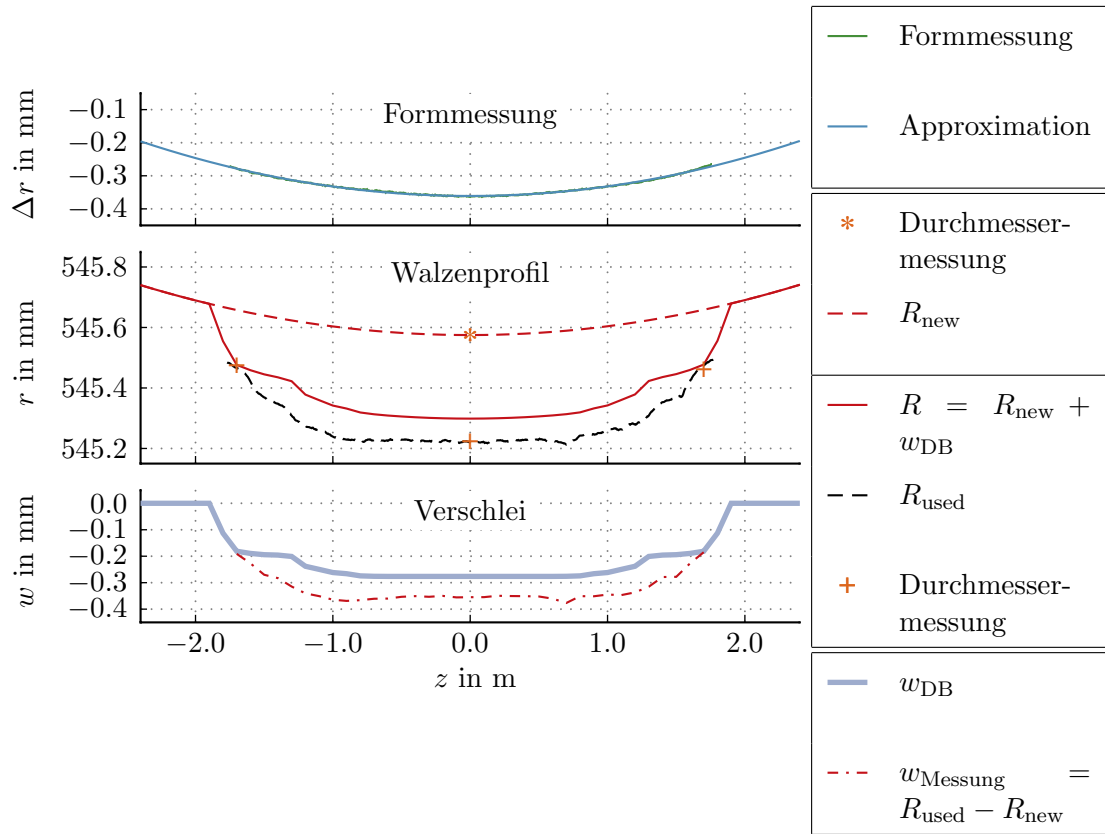 Formmessung
−0.1
−0.2
−0.3
−0.4
Δr in mm
Walzenprofil
545.8
545.6
545.4
545.2
r in mm
Verschlei
0.0
−0.1
−0.2
−0.3
−0.4
w in mm
−2.0 −1.0 0.0 1.0 2.0
z in m
Formmessung
Approximation
Durchmesser-
messung
R_new
R = R_new +
w_DB
R_used
Durchmesser-
messung
w_DB
w_Messung =
R_used − R_new